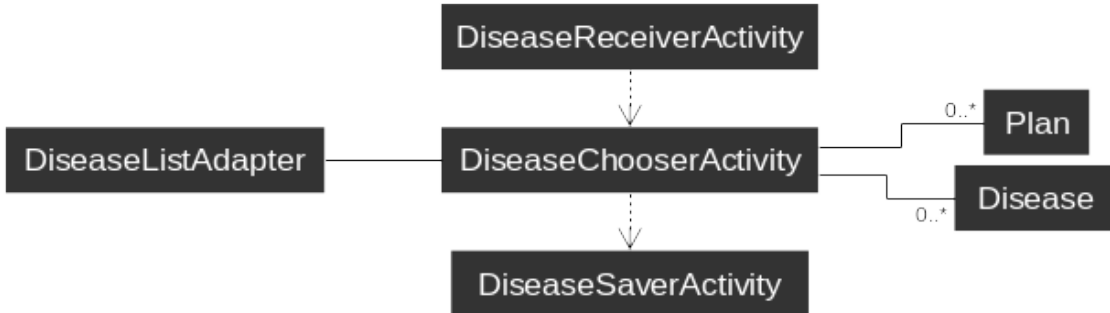 DiseaseReceiverActivity
0..*
Plan
DiseaseListAdapter
DiseaseChooserActivity
Disease
0..*
DiseaseSaverActivity